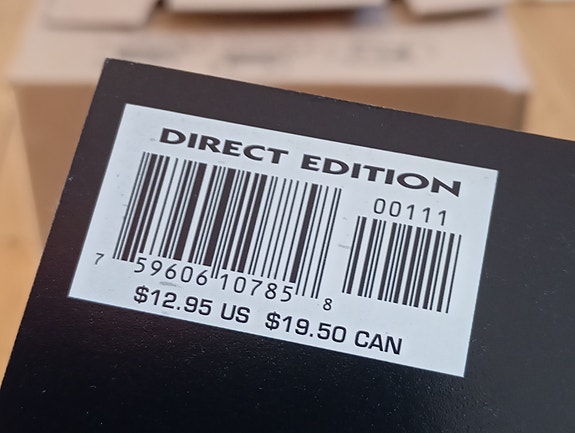 DIRECT EDITION
00111
7 59606 10785 8
$12.95 US $19.50 CAN